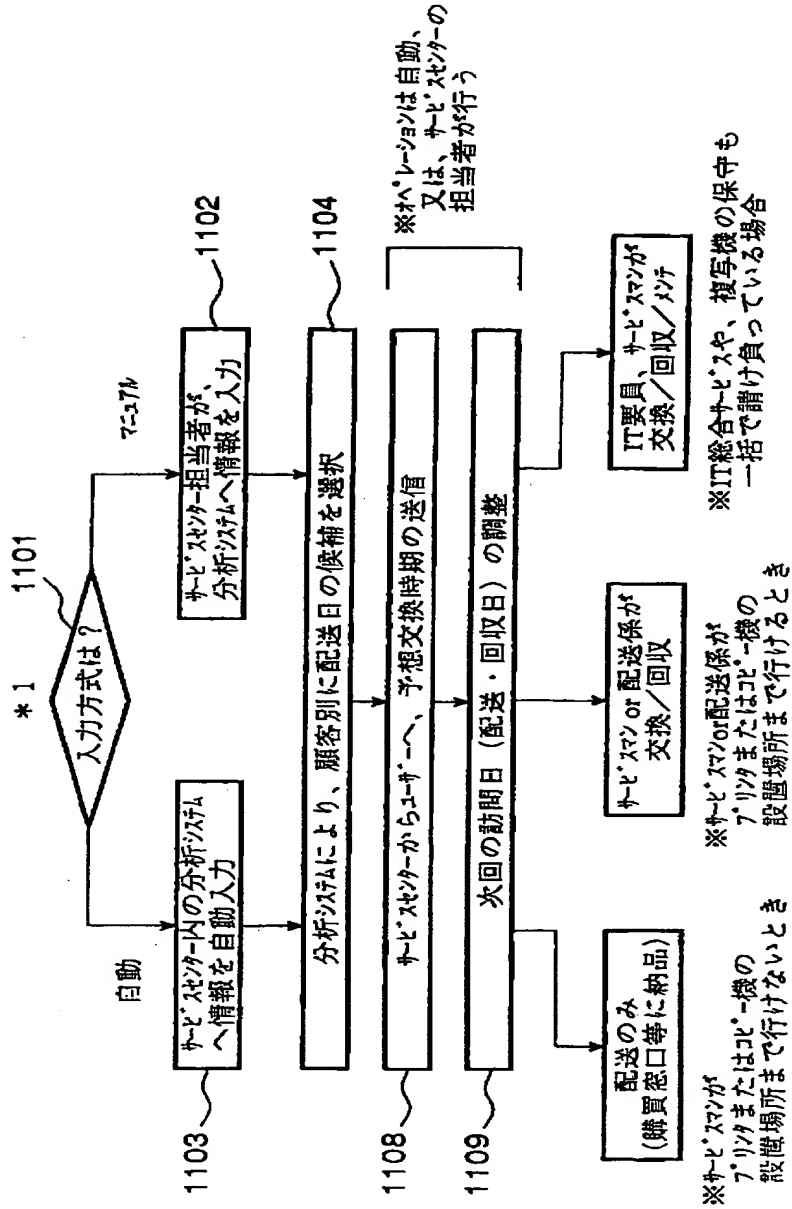 *1
1101
入力方式は？
自動
マニュアル
1103
サービスセンター内の分析システム
へ情報を自動入力
1102
サービスセンター担当者が、
分析システムへ情報を入力
1104
分析システムにより、顧客別に配送日の候補を選択
1108
サービスセンターからユーザーへ、予想交換時期の送信
1109
次回の訪問日（配送・回収日）の調整
※オペレーションは自動、
又は、サービスセンターの
担当者が行う
配送のみ
(購買窓口等に納品)
サービスマンor配送係が
交換／回収
IT要員、サービスマンが
交換／回収／メンテ
※サービスマンが
プリンタまたはコピー機の
設置場所まで行けないとき
※サービスマンor配送係が
プリンタまたはコピー機の
設置場所まで行けるとき
※IT総合サービスや、複写機の保守も
一括で請け負っている場合